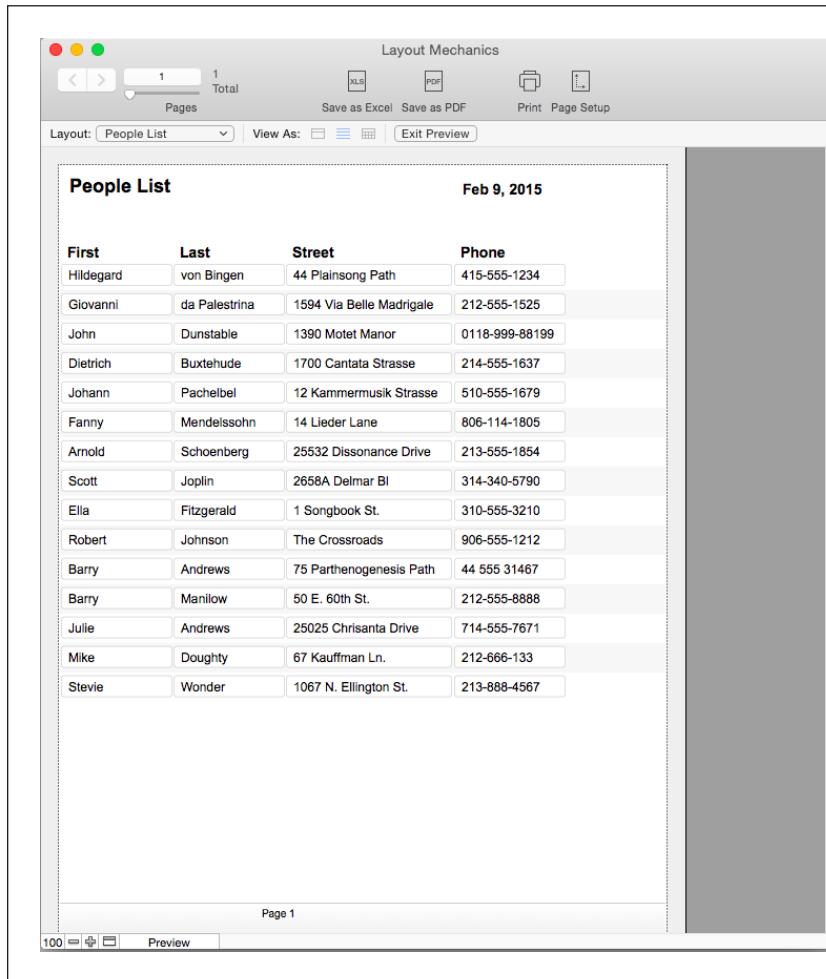 Layout Mechanics
1
1
Total
XLS
PDF
Pages
Save as Excel Save as PDF
Print Page Setup
Layout: People List View As: Exit Preview
People List
Feb 9, 2015
First Last Street Phone
Hildegard von Bingen 44 Plainsong Path 415-555-1234
Giovanni da Palestrina 1594 Via Belle Madrigale 212-555-1525
John Dunstable 1390 Motet Manor 0118-999-88199
Dietrich Buxtehude 1700 Cantata Strasse 214-555-1637
Johann Pachelbel 12 Kammermusik Strasse 510-555-1679
Fanny Mendelssohn 14 Lieder Lane 806-114-1805
Arnold Schoenberg 25532 Dissonance Drive 213-555-1854
Scott Joplin 2658A Delmar Bl 314-340-5790
Ella Fitzgerald 1 Songbook St. 310-555-3210
Robert Johnson The Crossroads 906-555-1212
Barry Andrews 75 Parthenogenesis Path 44 555 31467
Barry Manilow 50 E. 60th St. 212-555-8888
Julie Andrews 25025 Chrisanta Drive 714-555-7671
Mike Doughty 67 Kauffman Ln. 212-666-133
Stevie Wonder 1067 N. Ellington St. 213-888-4567
Page 1
100 Preview